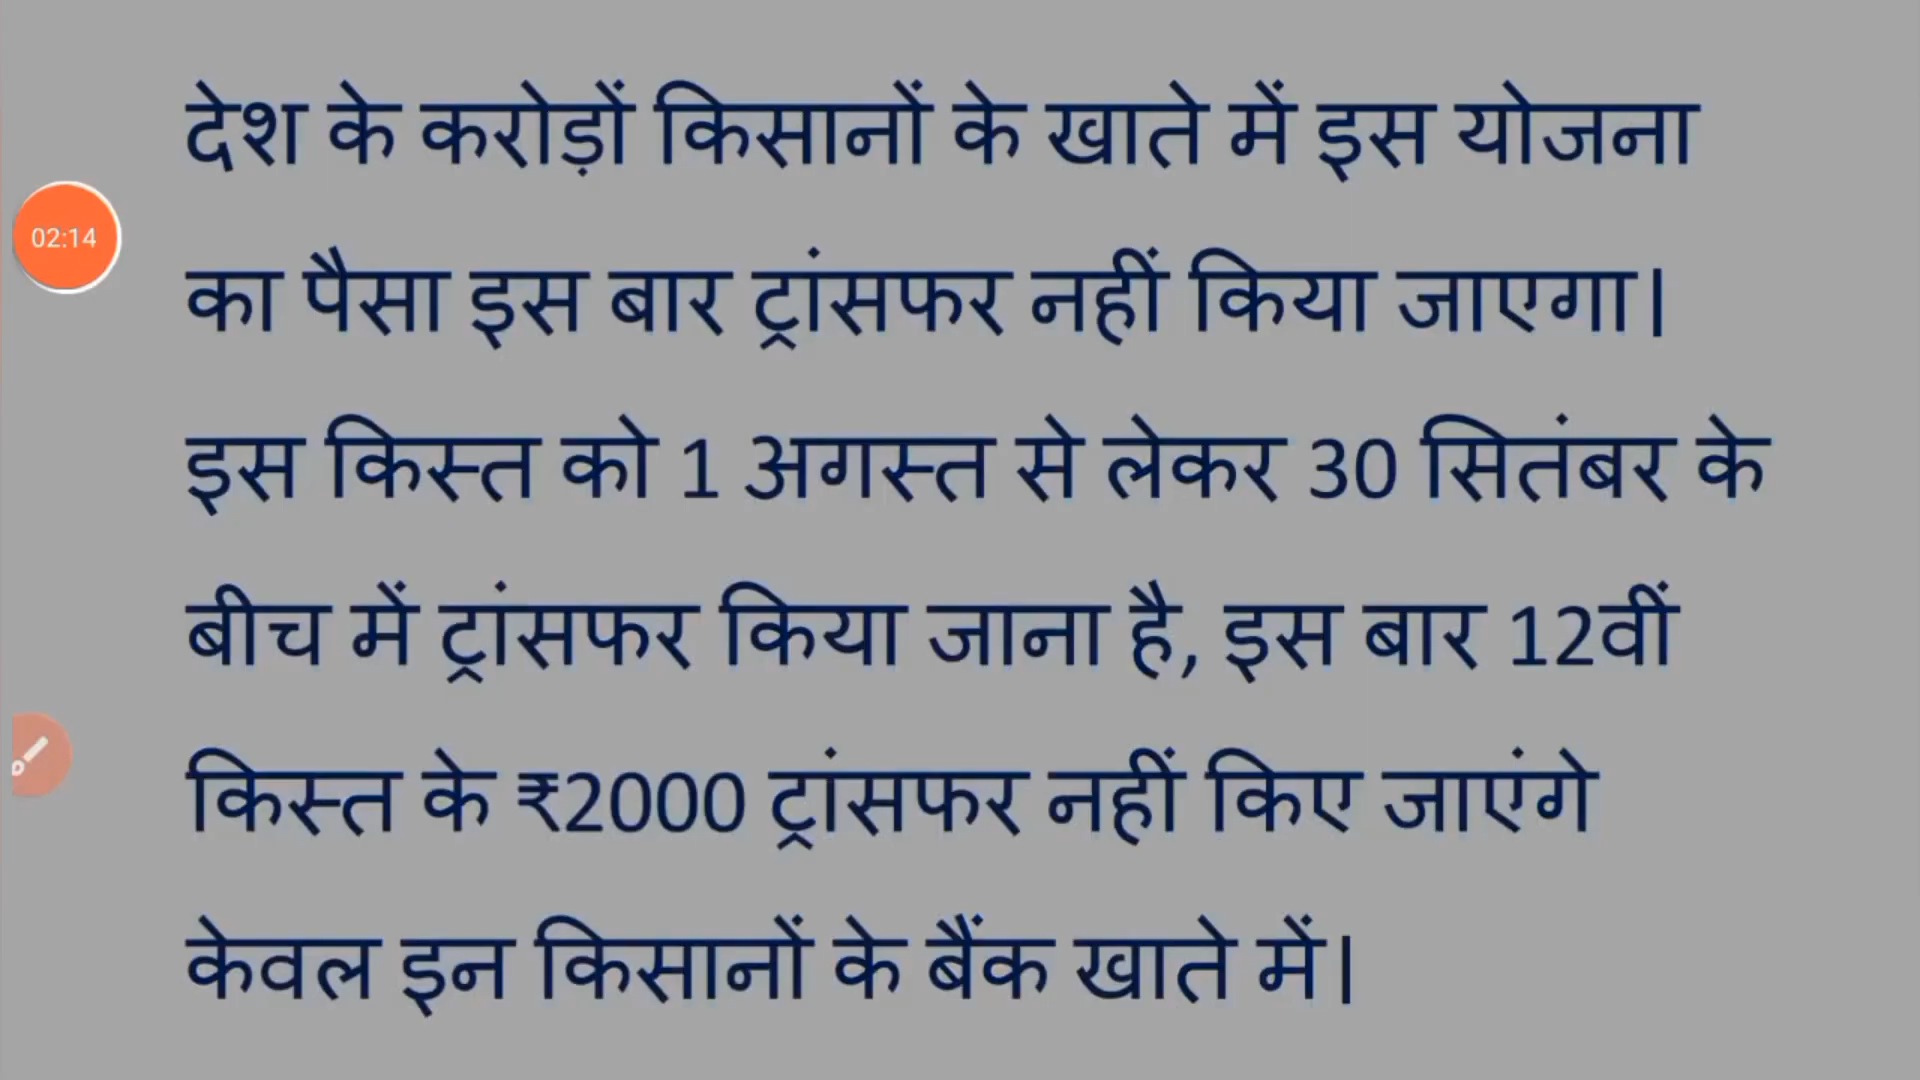 देश के करोड़ों किसानों के खाते में इस योजना
02:14
का पैसा इस बार ट्रांसफर नहीं किया जाएगा|
इस किस्त को 1 अगस्त से लेकर 30 सितंबर के
बीच में ट्रांसफर किया जाना है, इस बार 12वीं
किस्त के ₹2000 ट्रांसफर नहीं किए जाएंगे
केवल इन किसानों के बैंक खाते में|